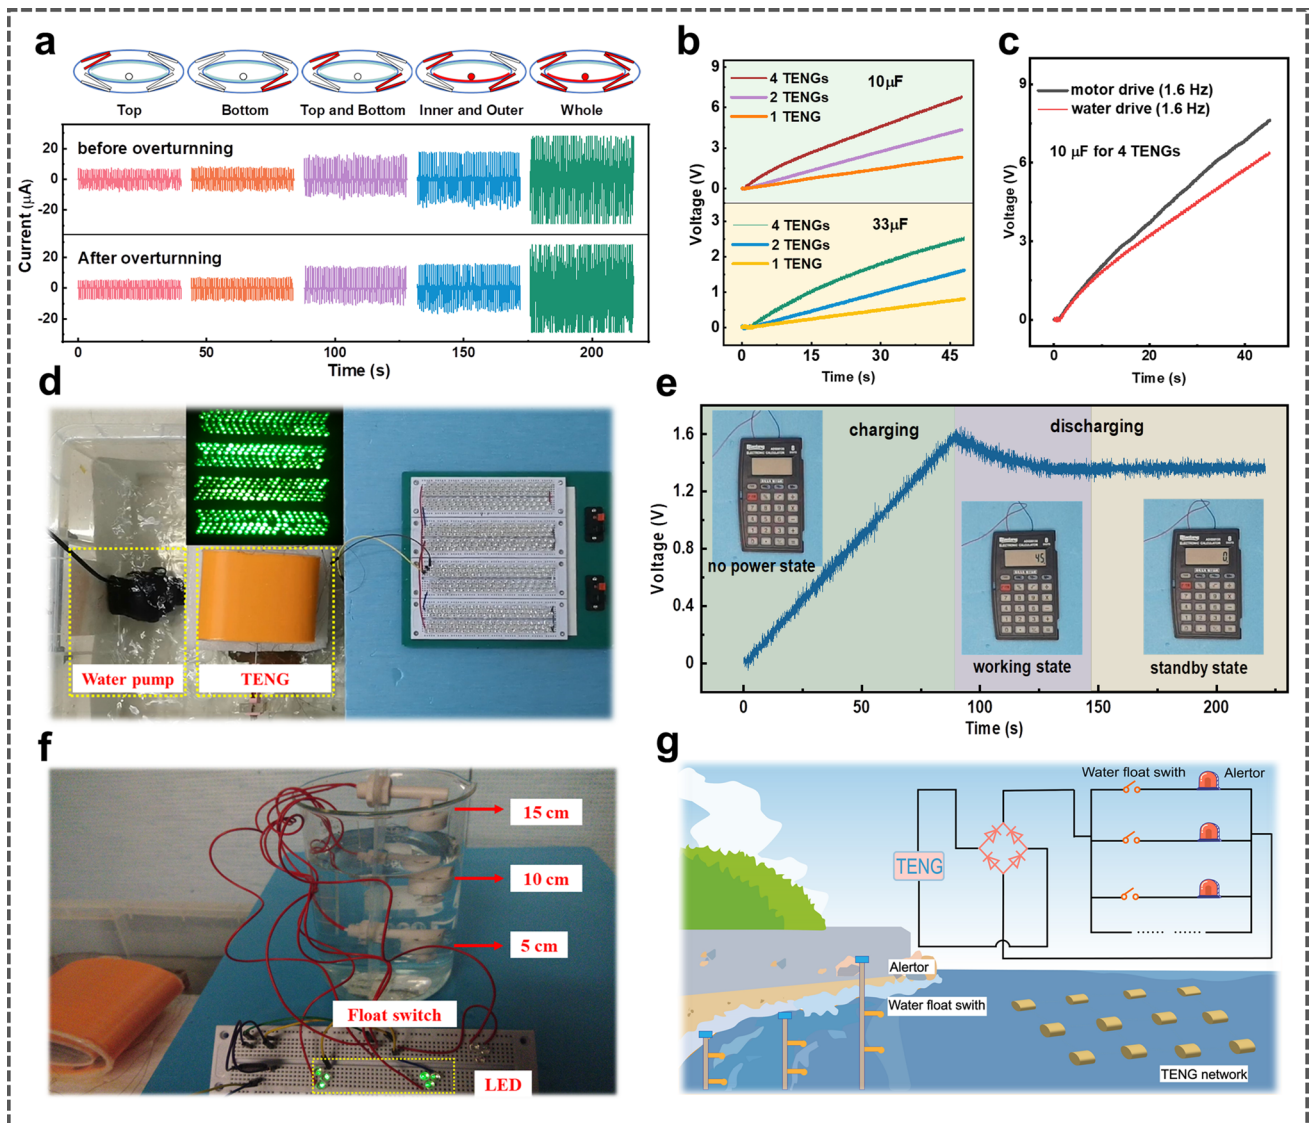 a
Top
Bottom
Top and Bottom
Inner and Outer
Whole
before overturnning
After overturnning
Current (µA)
20
0
-20
20
0
-20
0
50
100
150
200
Time (s)
b
4 TENGs
2 TENGs
1 TENG
10µF
9
6
3
0
4 TENGs
2 TENGs
1 TENG
33µF
3
2
1
0
Voltage (V)
0
15
30
45
Time (s)
c
motor drive (1.6 Hz)
water drive (1.6 Hz)
10 µF for 4 TENGs
9
6
3
0
Voltage (V)
0
20
40
Time (s)
d
Water pump
TENG
e
charging
discharging
no power state
working state
standby state
45
0
ELECTRONIC CALCULATOR
8
Voltage (V)
1.6
1.2
0.8
0.4
0
0
50
100
150
200
Time (s)
f
15 cm
10 cm
5 cm
Float switch
LED
g
Water float swith
Alertor
TENG
Alertor
Water float swith
TENG network